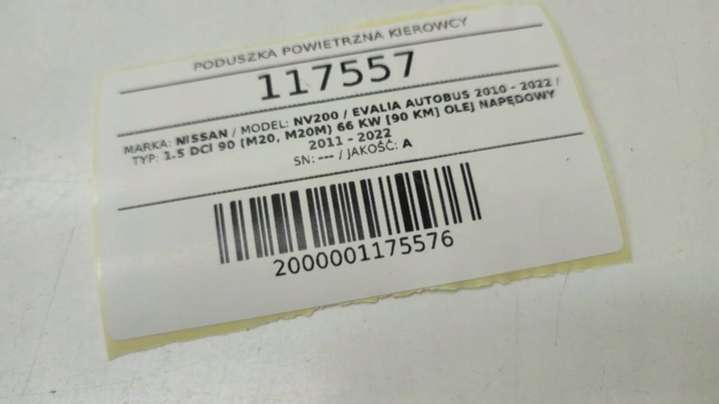 PODUSZKA POWIETRZNA KIEROWCY
117557
MARKA: NISSAN / MODEL: NV200 / EVALIA AUTOBUS 2010 - 2022 /
TYP: 1.5 DCI 90 (M20, M20M) 66 KW [90 KM] OLEJ NAPĘDOWY
2011 - 2022
SN: --- / JAKOŚĆ: A
2000001175576